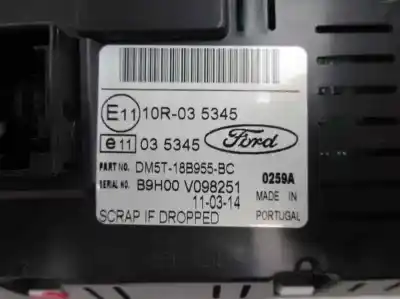 E11 10R-03 5345
e11 03 5345 Ford
PART NO. DM5T-18B955-BC 0259A
SERIAL NO. B9H00 V098251 MADE IN
11-03-14 PORTUGAL
SCRAP IF DROPPED